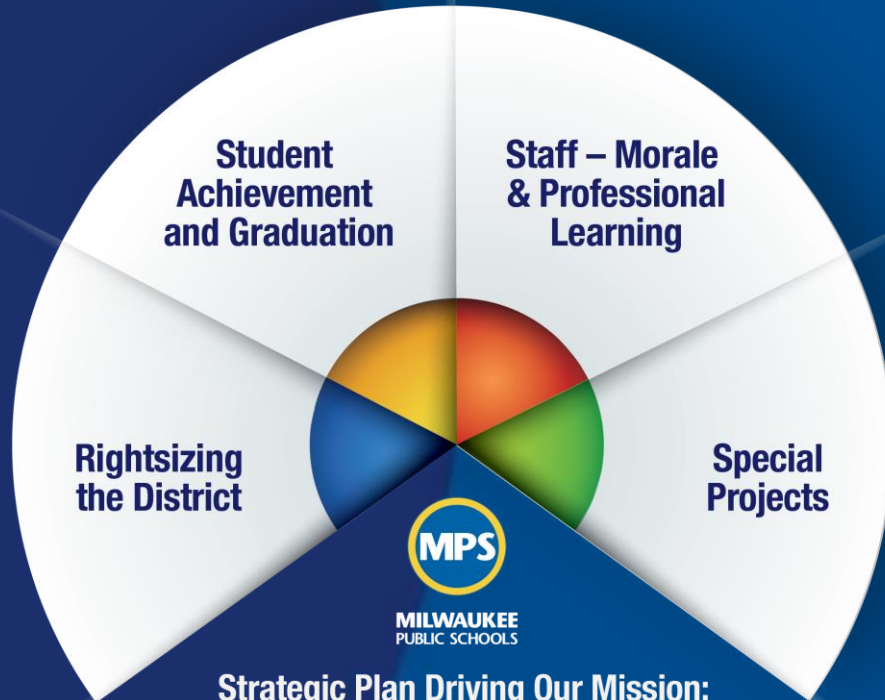 Student
Achievement
and Graduation
Staff – Morale
& Professional
Learning
Rightsizing
the District
Special
Projects
MPS
MILWAUKEE
PUBLIC SCHOOLS
Strategic Plan Driving Our Mission: